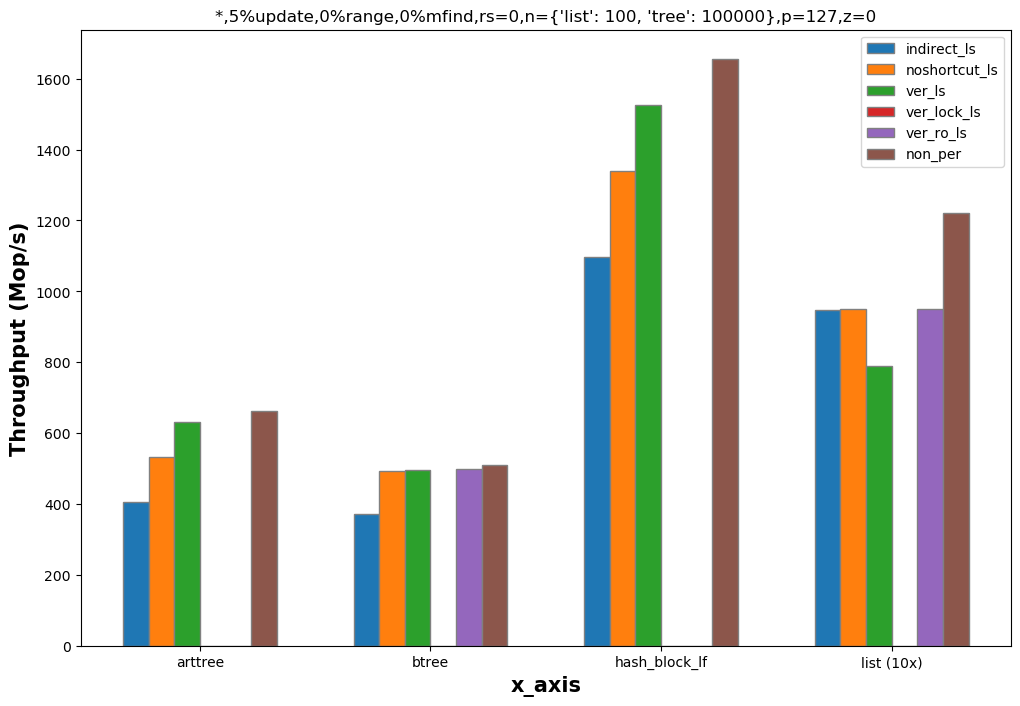 *,5%update,0%range,0%mfind,rs=0,n={'list': 100, 'tree': 100000},p=127,z=0
indirect_ls
noshortcut_ls
ver_ls
ver_lock_ls
ver_ro_ls
non_per
Throughput (Mop/s)
1600
1400
1200
1000
800
600
400
200
0
arttree btree hash_block_lf list (10x)
x_axis